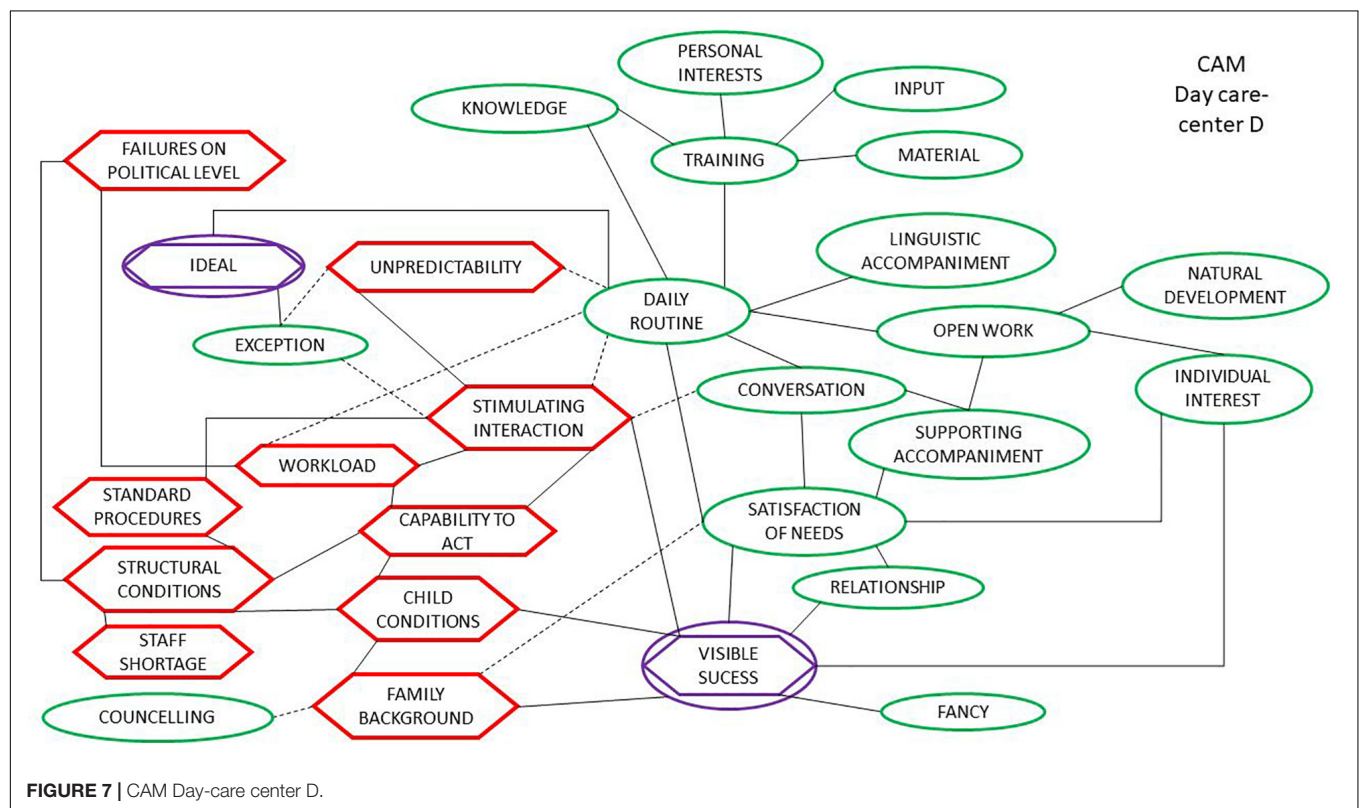 CAM
Day care-
center D
PERSONAL
INTERESTS
INPUT
KNOWLEDGE
FAILURES ON
POLITICAL LEVEL
TRAINING
MATERIAL
LINGUISTIC
ACCOMPANIMENT
IDEAL
UNPREDICTABILITY
NATURAL
DEVELOPMENT
DAILY
ROUTINE
OPEN WORK
EXCEPTION
CONVERSATION
INDIVIDUAL
INTEREST
STIMULATING
INTERACTION
SUPPORTING
ACCOMPANIMENT
WORKLOAD
STANDARD
PROCEDURES
CAPABILITY TO
ACT
SATISFACTION
OF NEEDS
STRUCTURAL
CONDITIONS
RELATIONSHIP
CHILD
CONDITIONS
STAFF
SHORTAGE
VISIBLE
SUCESS
COUNCELLING
FAMILY
BACKGROUND
FANCY
FIGURE 7 | CAM Day-care center D.